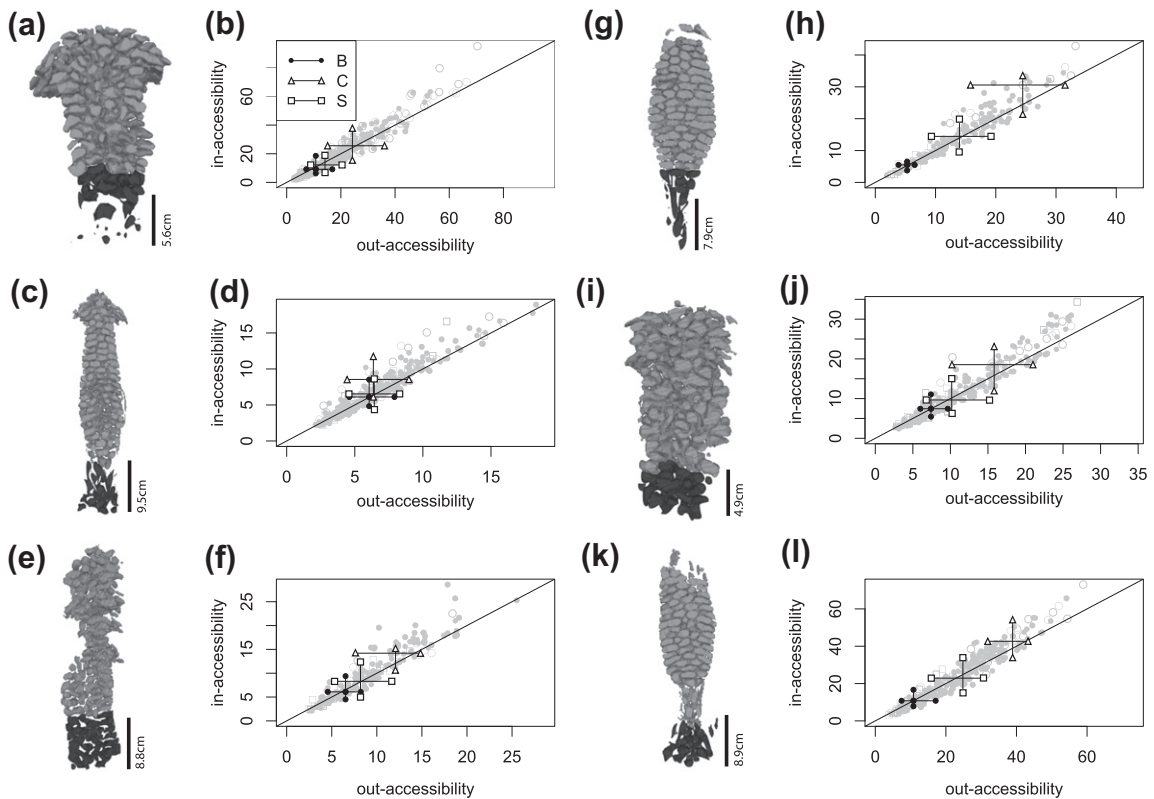 (a)
5.6cm
(b)
B
C
S
in-accessibility
60
20
0
0 20 40 60 80
out-accessibility
(g)
7.9cm
(h)
in-accessibility
30
10
0
0 10 20 30 40
out-accessibility
(c)
9.5cm
(d)
in-accessibility
15
10
5
0
0 5 10 15
out-accessibility
(i)
4.9cm
(j)
in-accessibility
30
20
10
0
0 5 10 15 20 25 30 35
out-accessibility
(e)
8.8cm
(f)
in-accessibility
25
15
5
0
0 5 10 15 20 25
out-accessibility
(k)
8.9cm
(l)
in-accessibility
60
40
20
0
0 20 40 60
out-accessibility